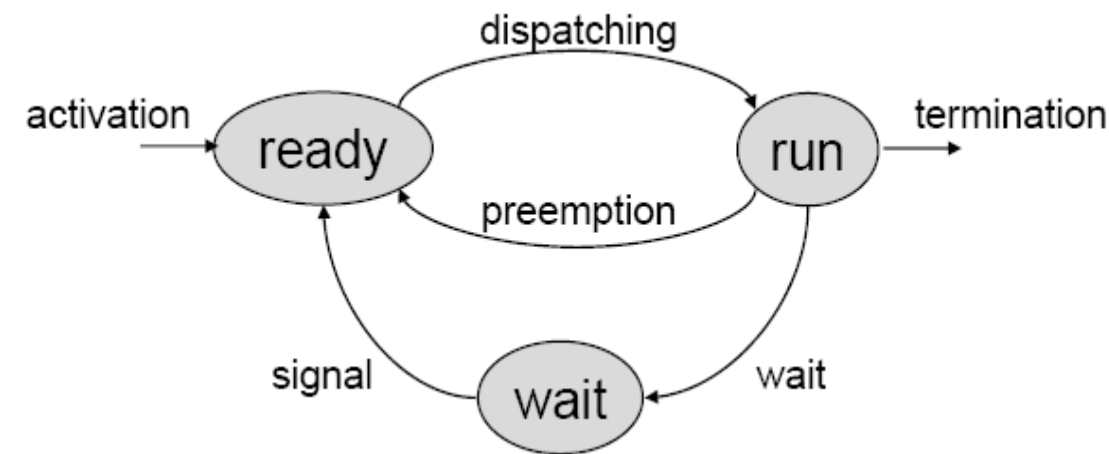 dispatching
activation
termination
ready
run
preemption
signal
wait
wait